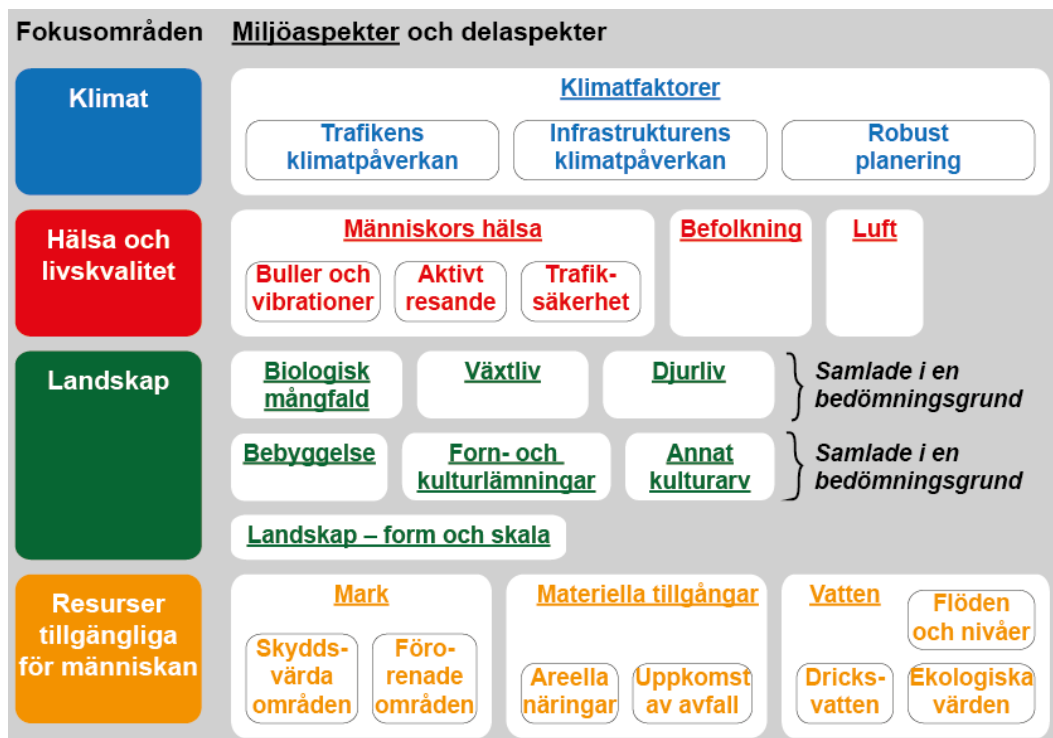 Fokusområden
Miljöaspekter och delaspekter
Klimat
Klimatfaktorer
Trafikens
klimatpåverkan
Infrastrukturens
klimatpåverkan
Robust
planering
Hälsa och
livskvalitet
Människors hälsa
Buller och
vibrationer
Aktivt
resande
Trafik-
säkerhet
Befolkning
Luft
Landskap
Biologisk
mångfald
Växtliv
Djurliv
Samlade i en
bedömningsgrund
Bebyggelse
Forn- och
kulturlämningar
Annat
kulturarv
Samlade i en
bedömningsgrund
Landskap – form och skala
Resurser
tillgängliga
för människan
Mark
Skydds-
värda
områden
Föro-
renade
områden
Materiella tillgångar
Areella
näringar
Uppkomst
av avfall
Vatten
Flöden
och nivåer
Dricks-
vatten
Ekologiska
värden